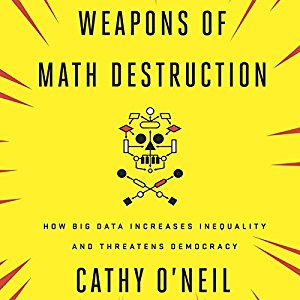 WEAPONS OF
MATH DESTRUCTION
HOW BIG DATA INCREASES INEQUALITY
AND THREATENS DEMOCRACY
CATHY O'NEIL